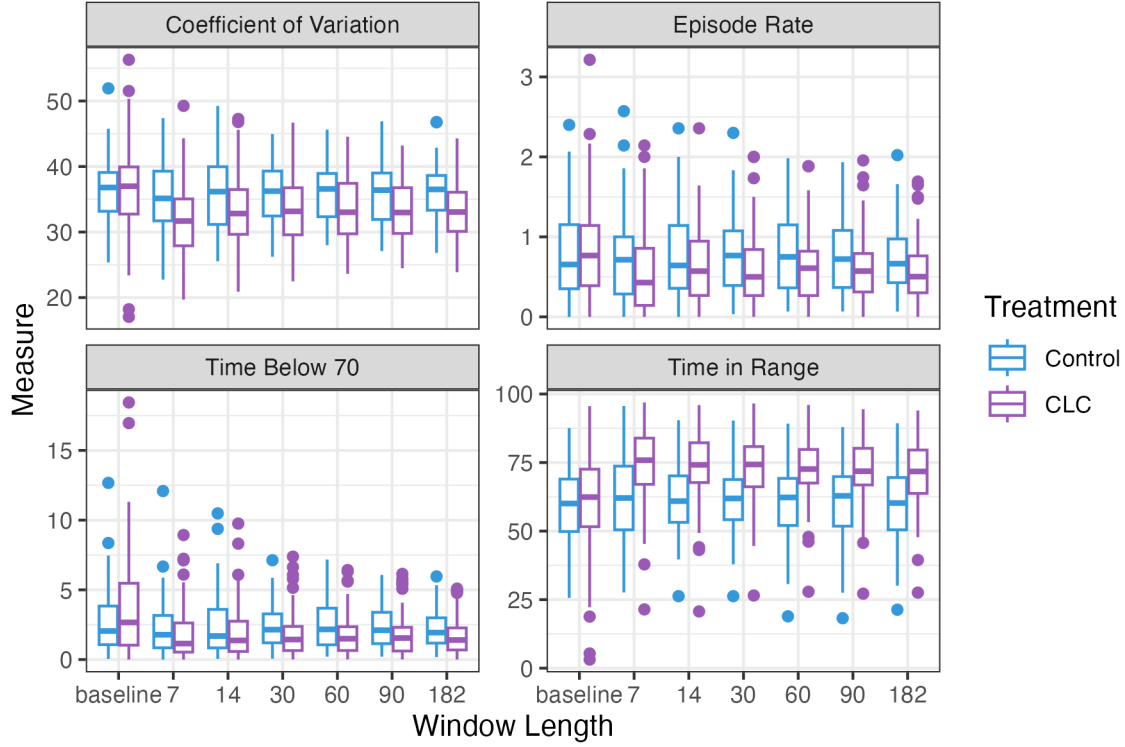 Coefficient of Variation
Episode Rate
50
40
30
20
3
2
1
0
Time Below 70
Time in Range
15
10
5
0
100
75
50
25
0
baseline 7 14 30 60 90 182
baseline 7 14 30 60 90 182
Window Length
Measure
Treatment
Control
CLC